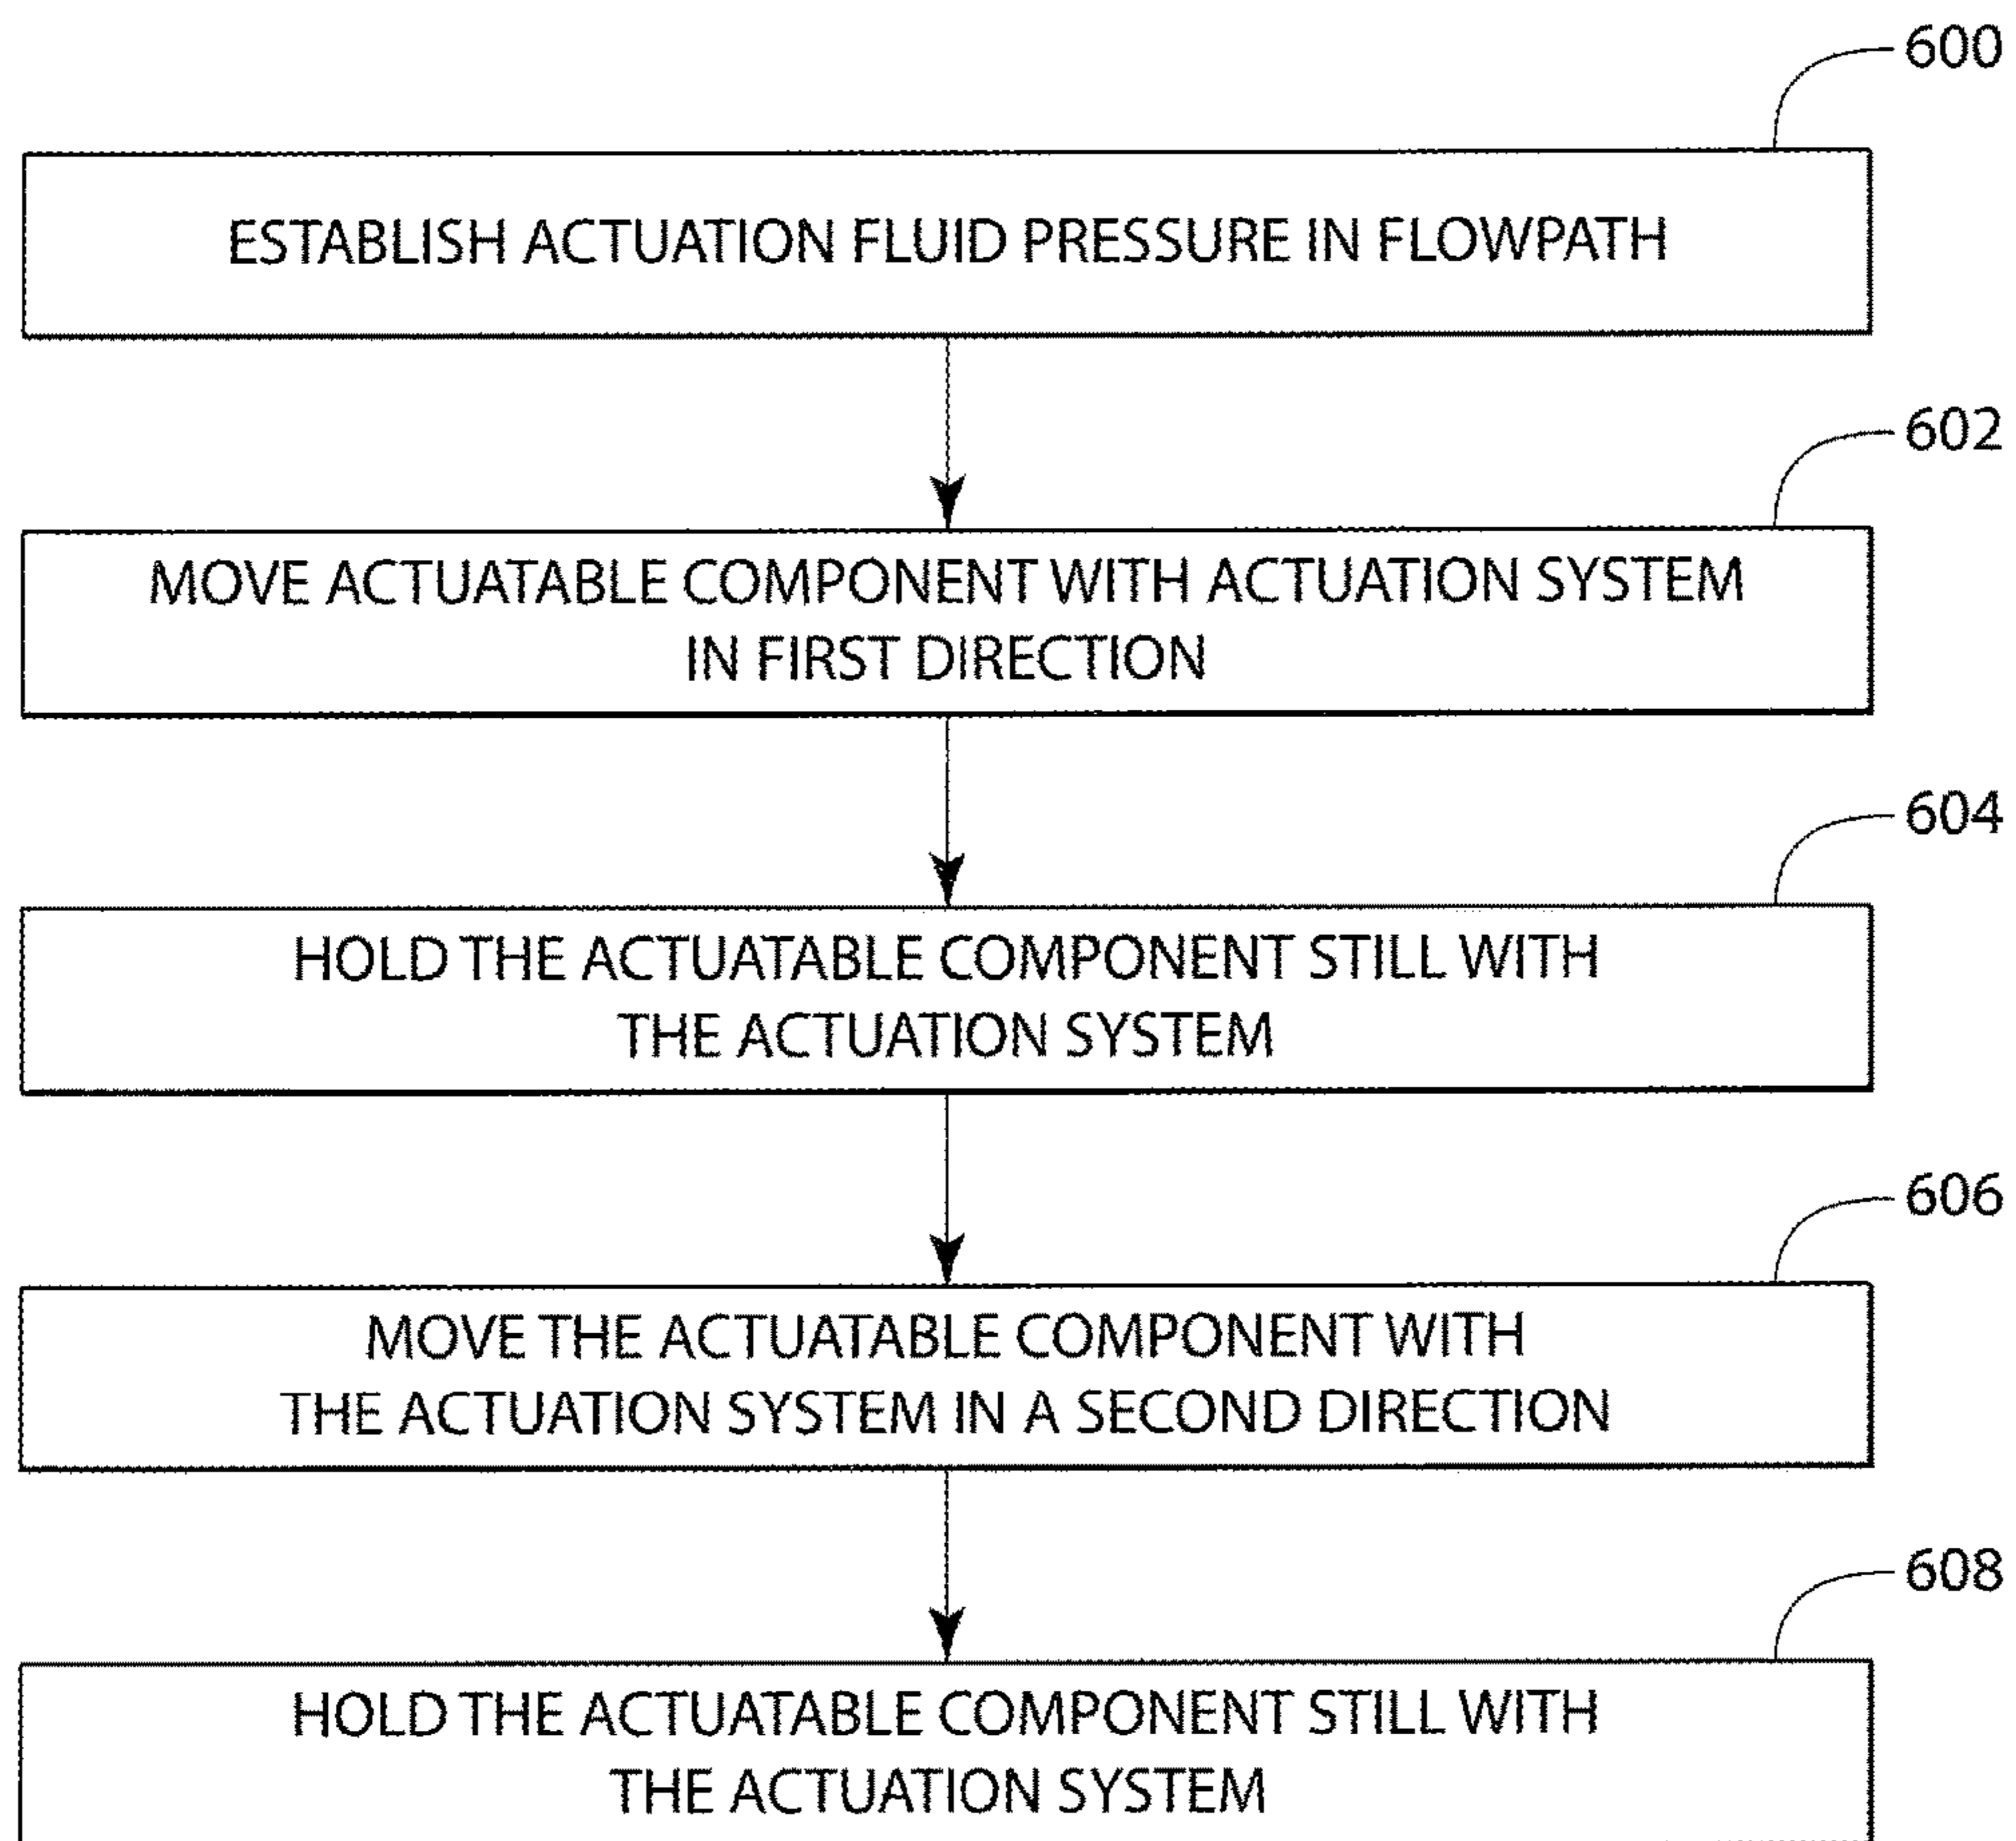 600
ESTABLISH ACTUATION FLUID PRESSURE IN FLOWPATH
602
MOVE ACTUATABLE COMPONENT WITH ACTUATION SYSTEM
IN FIRST DIRECTION
604
HOLD THE ACTUATABLE COMPONENT STILL WITH
THE ACTUATION SYSTEM
606
MOVE THE ACTUATABLE COMPONENT WITH
THE ACTUATION SYSTEM IN A SECOND DIRECTION
608
HOLD THE ACTUATABLE COMPONENT STILL WITH
THE ACTUATION SYSTEM